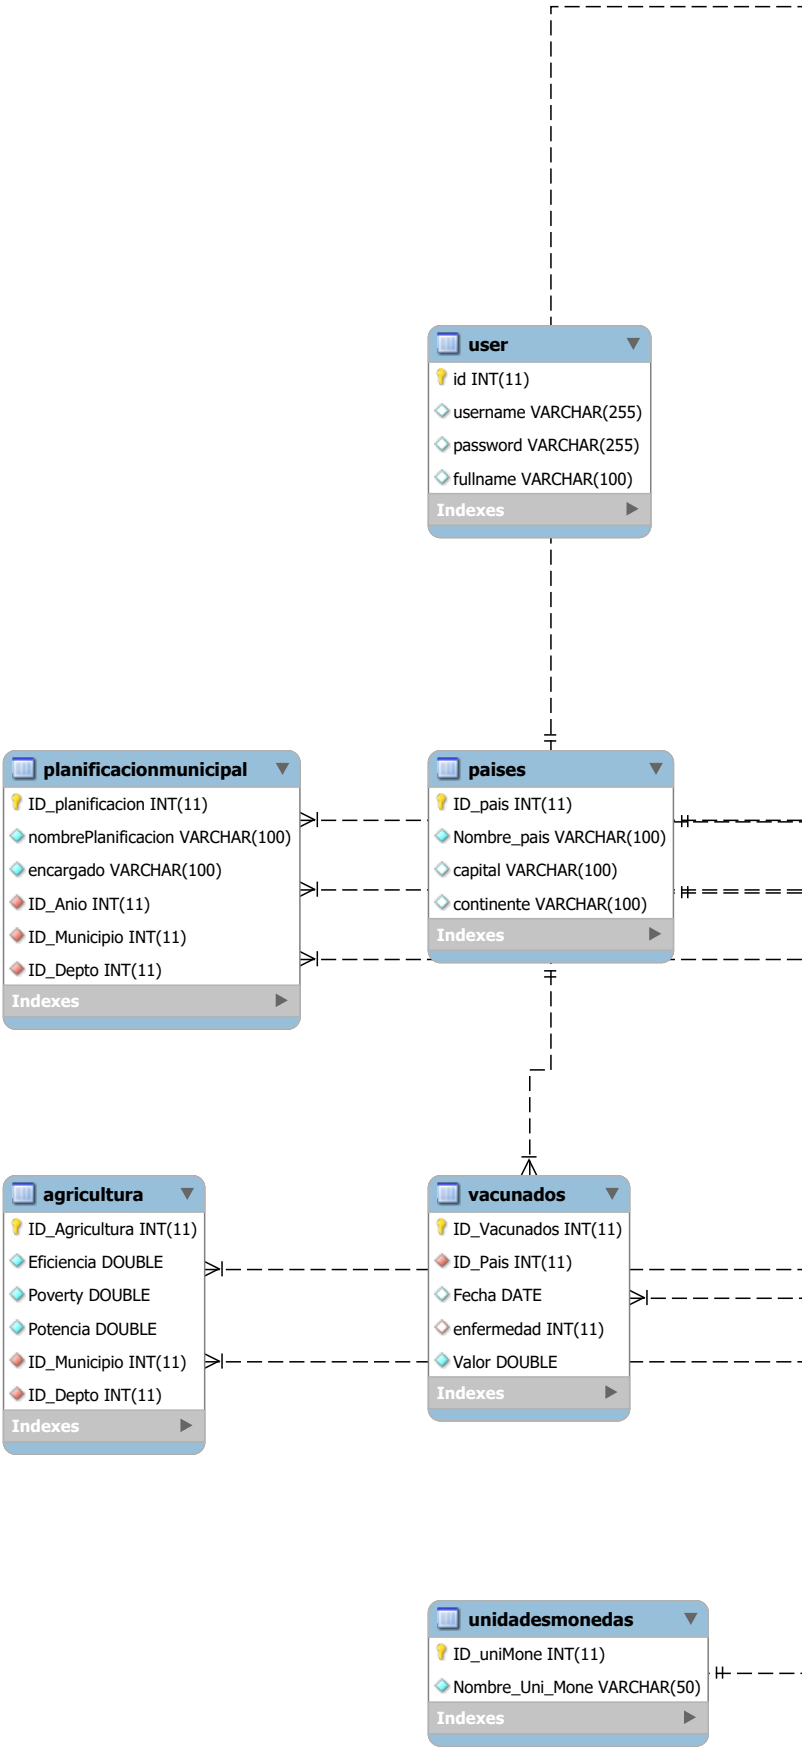 user
id INT(11)
username VARCHAR(255)
password VARCHAR(255)
fullname VARCHAR(100)
Indexes
planificacionmunicipal
ID_planificacion INT(11)
nombrePlanificacion VARCHAR(100)
encargado VARCHAR(100)
ID_Anio INT(11)
ID_Municipio INT(11)
ID_Depto INT(11)
Indexes
paises
ID_pais INT(11)
Nombre_pais VARCHAR(100)
capital VARCHAR(100)
continente VARCHAR(100)
Indexes
agricultura
ID_Agricultura INT(11)
Eficiencia DOUBLE
Poverty DOUBLE
Potencia DOUBLE
ID_Municipio INT(11)
ID_Depto INT(11)
Indexes
vacunados
ID_Vacunados INT(11)
ID_Pais INT(11)
Fecha DATE
enfermedad INT(11)
Valor DOUBLE
Indexes
unidadesmonedas
ID_uniMone INT(11)
Nombre_Uni_Mone VARCHAR(50)
Indexes